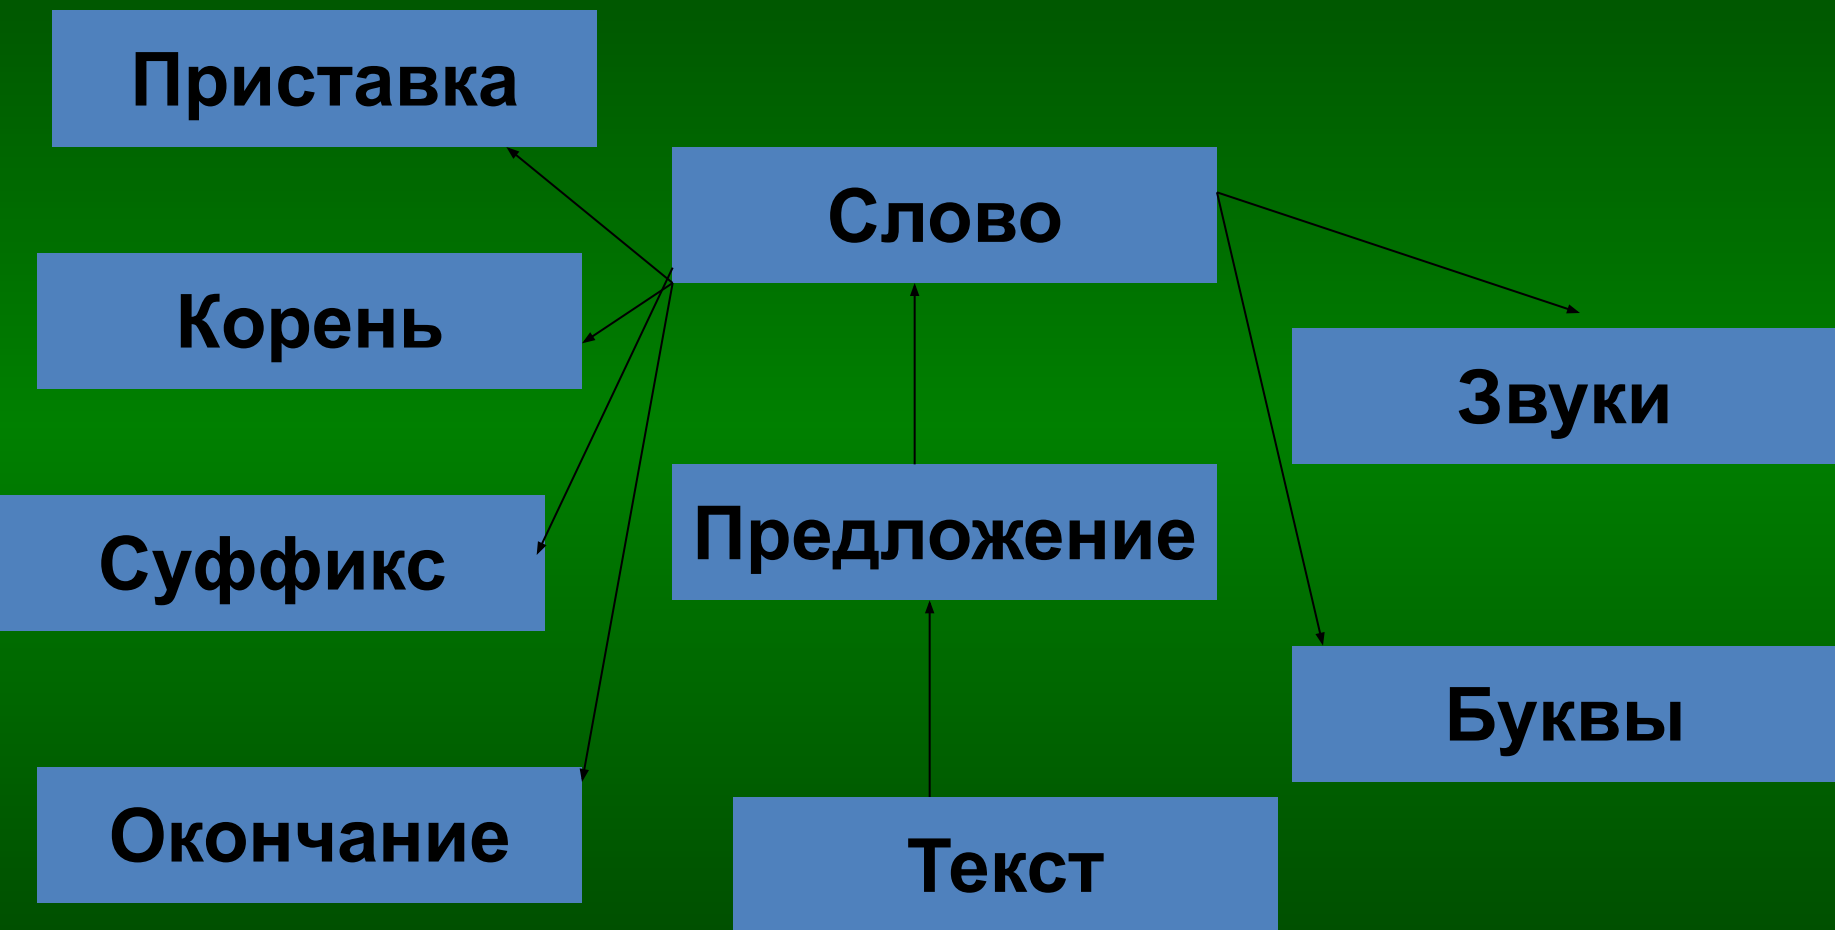 Приставка
Слово
Корень
Звуки
Предложение
Суффикс
Буквы
Окончание
Текст